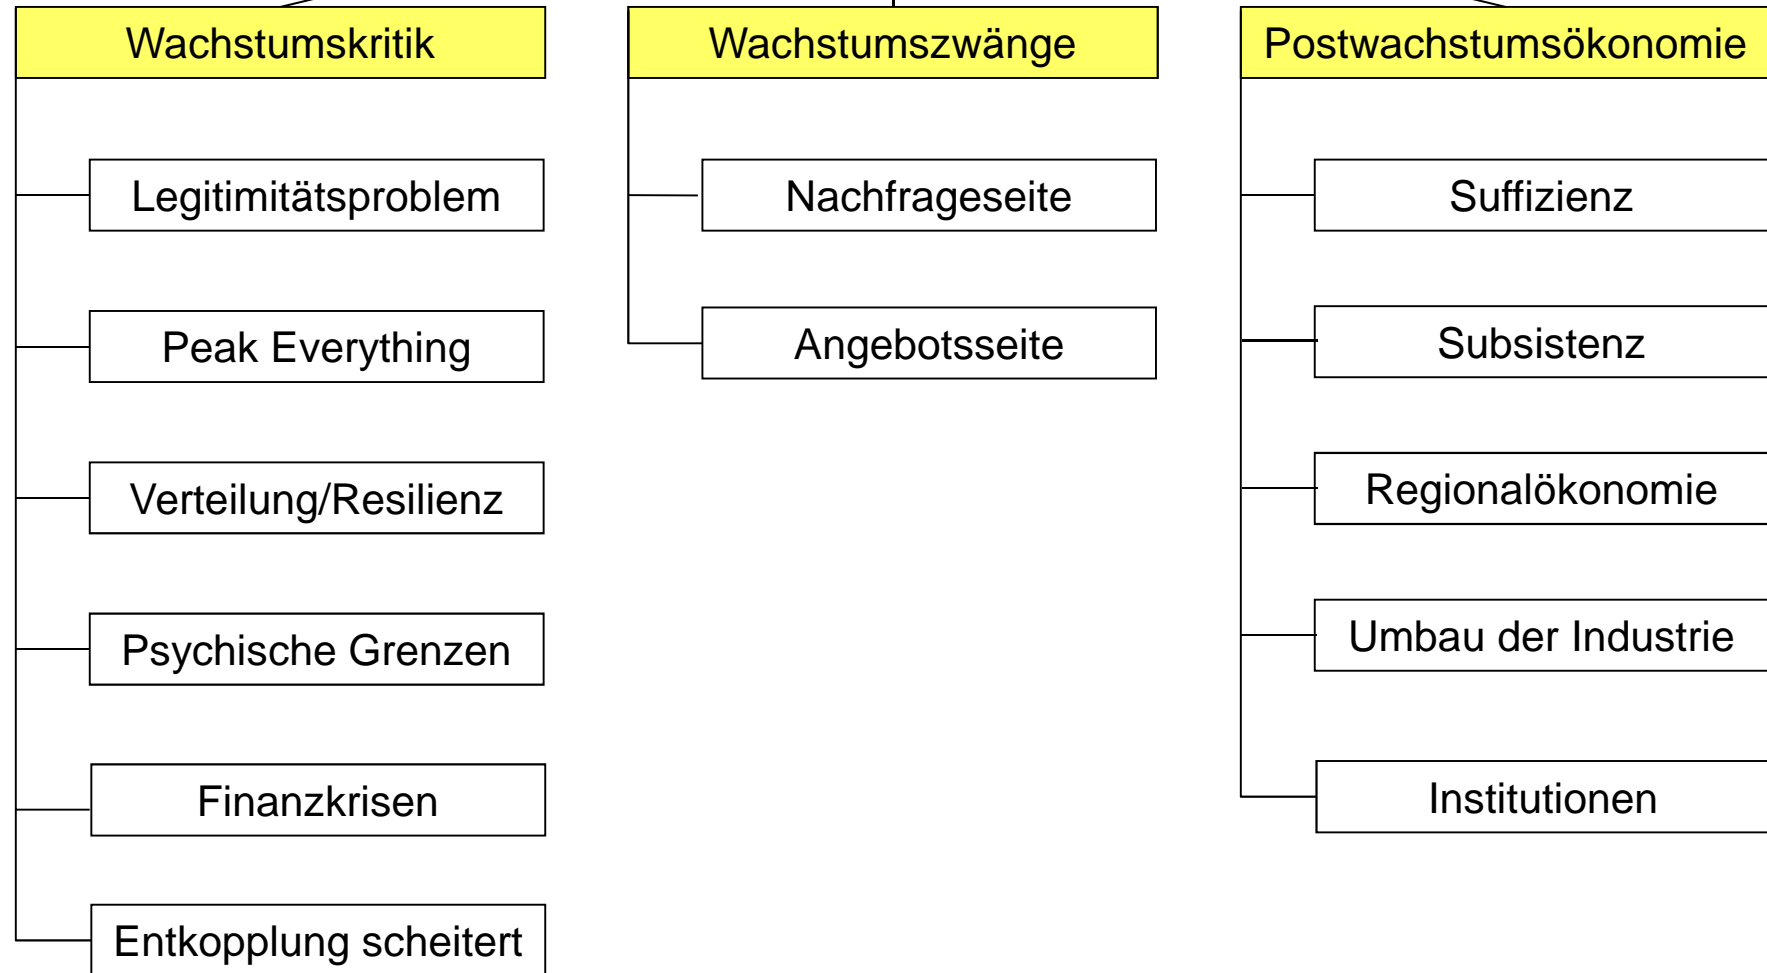 Wachstumskritik
Legitimitätsproblem
Peak Everything
Verteilung/Resilienz
Psychische Grenzen
Finanzkrisen
Entkopplung scheitert
Wachstumszwänge
Nachfrageseite
Angebotsseite
Postwachstumsökonomie
Suffizienz
Subsistenz
Regionalökonomie
Umbau der Industrie
Institutionen